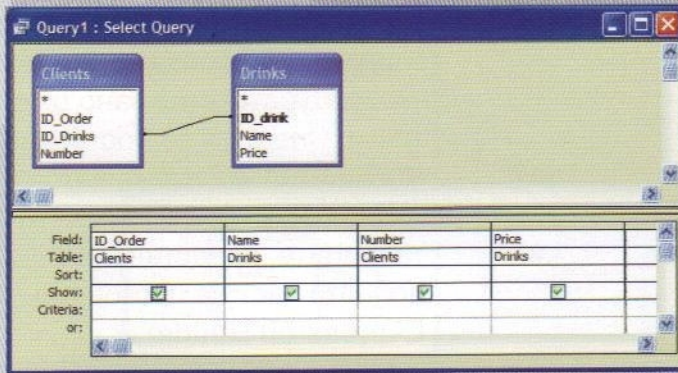 Query1 : Select Query
Clients
*
ID_Order
ID_Drinks
Number
Drinks
*
ID_drink
Name
Price
Field: ID_Order Name Number Price
Table: Clients Drinks Clients Drinks
Sort:
Show:
Criteria:
or: